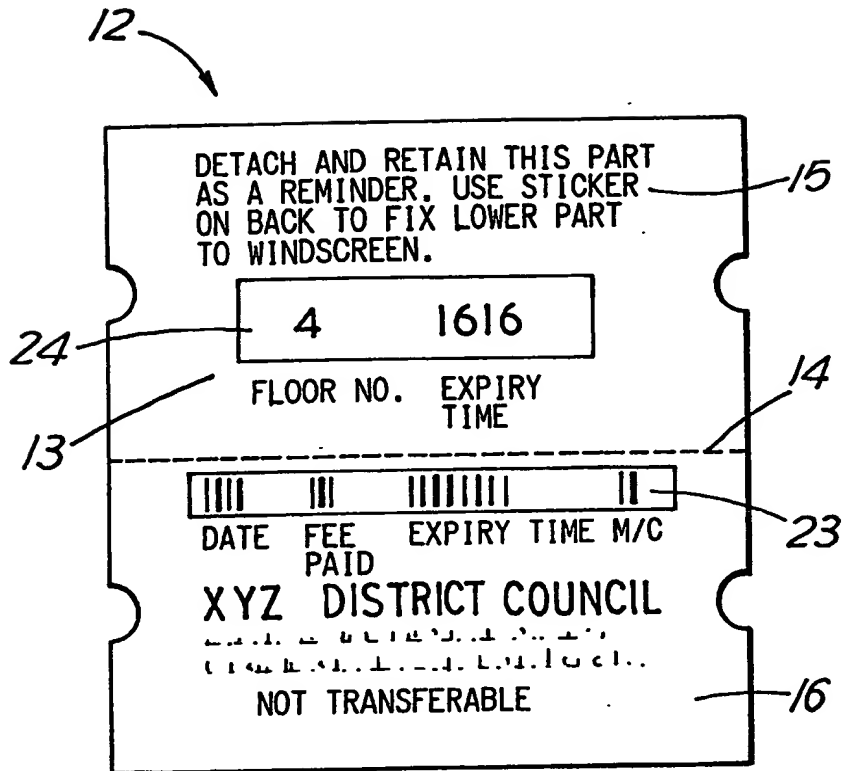 12
DETACH AND RETAIN THIS PART
AS A REMINDER. USE STICKER
ON BACK TO FIX LOWER PART
TO WINDSCREEN.
15
4 1616
24
FLOOR NO. EXPIRY
TIME
13
14
DATE FEE EXPIRY TIME M/C
PAID
23
XYZ DISTRICT COUNCIL
NOT TRANSFERABLE
16